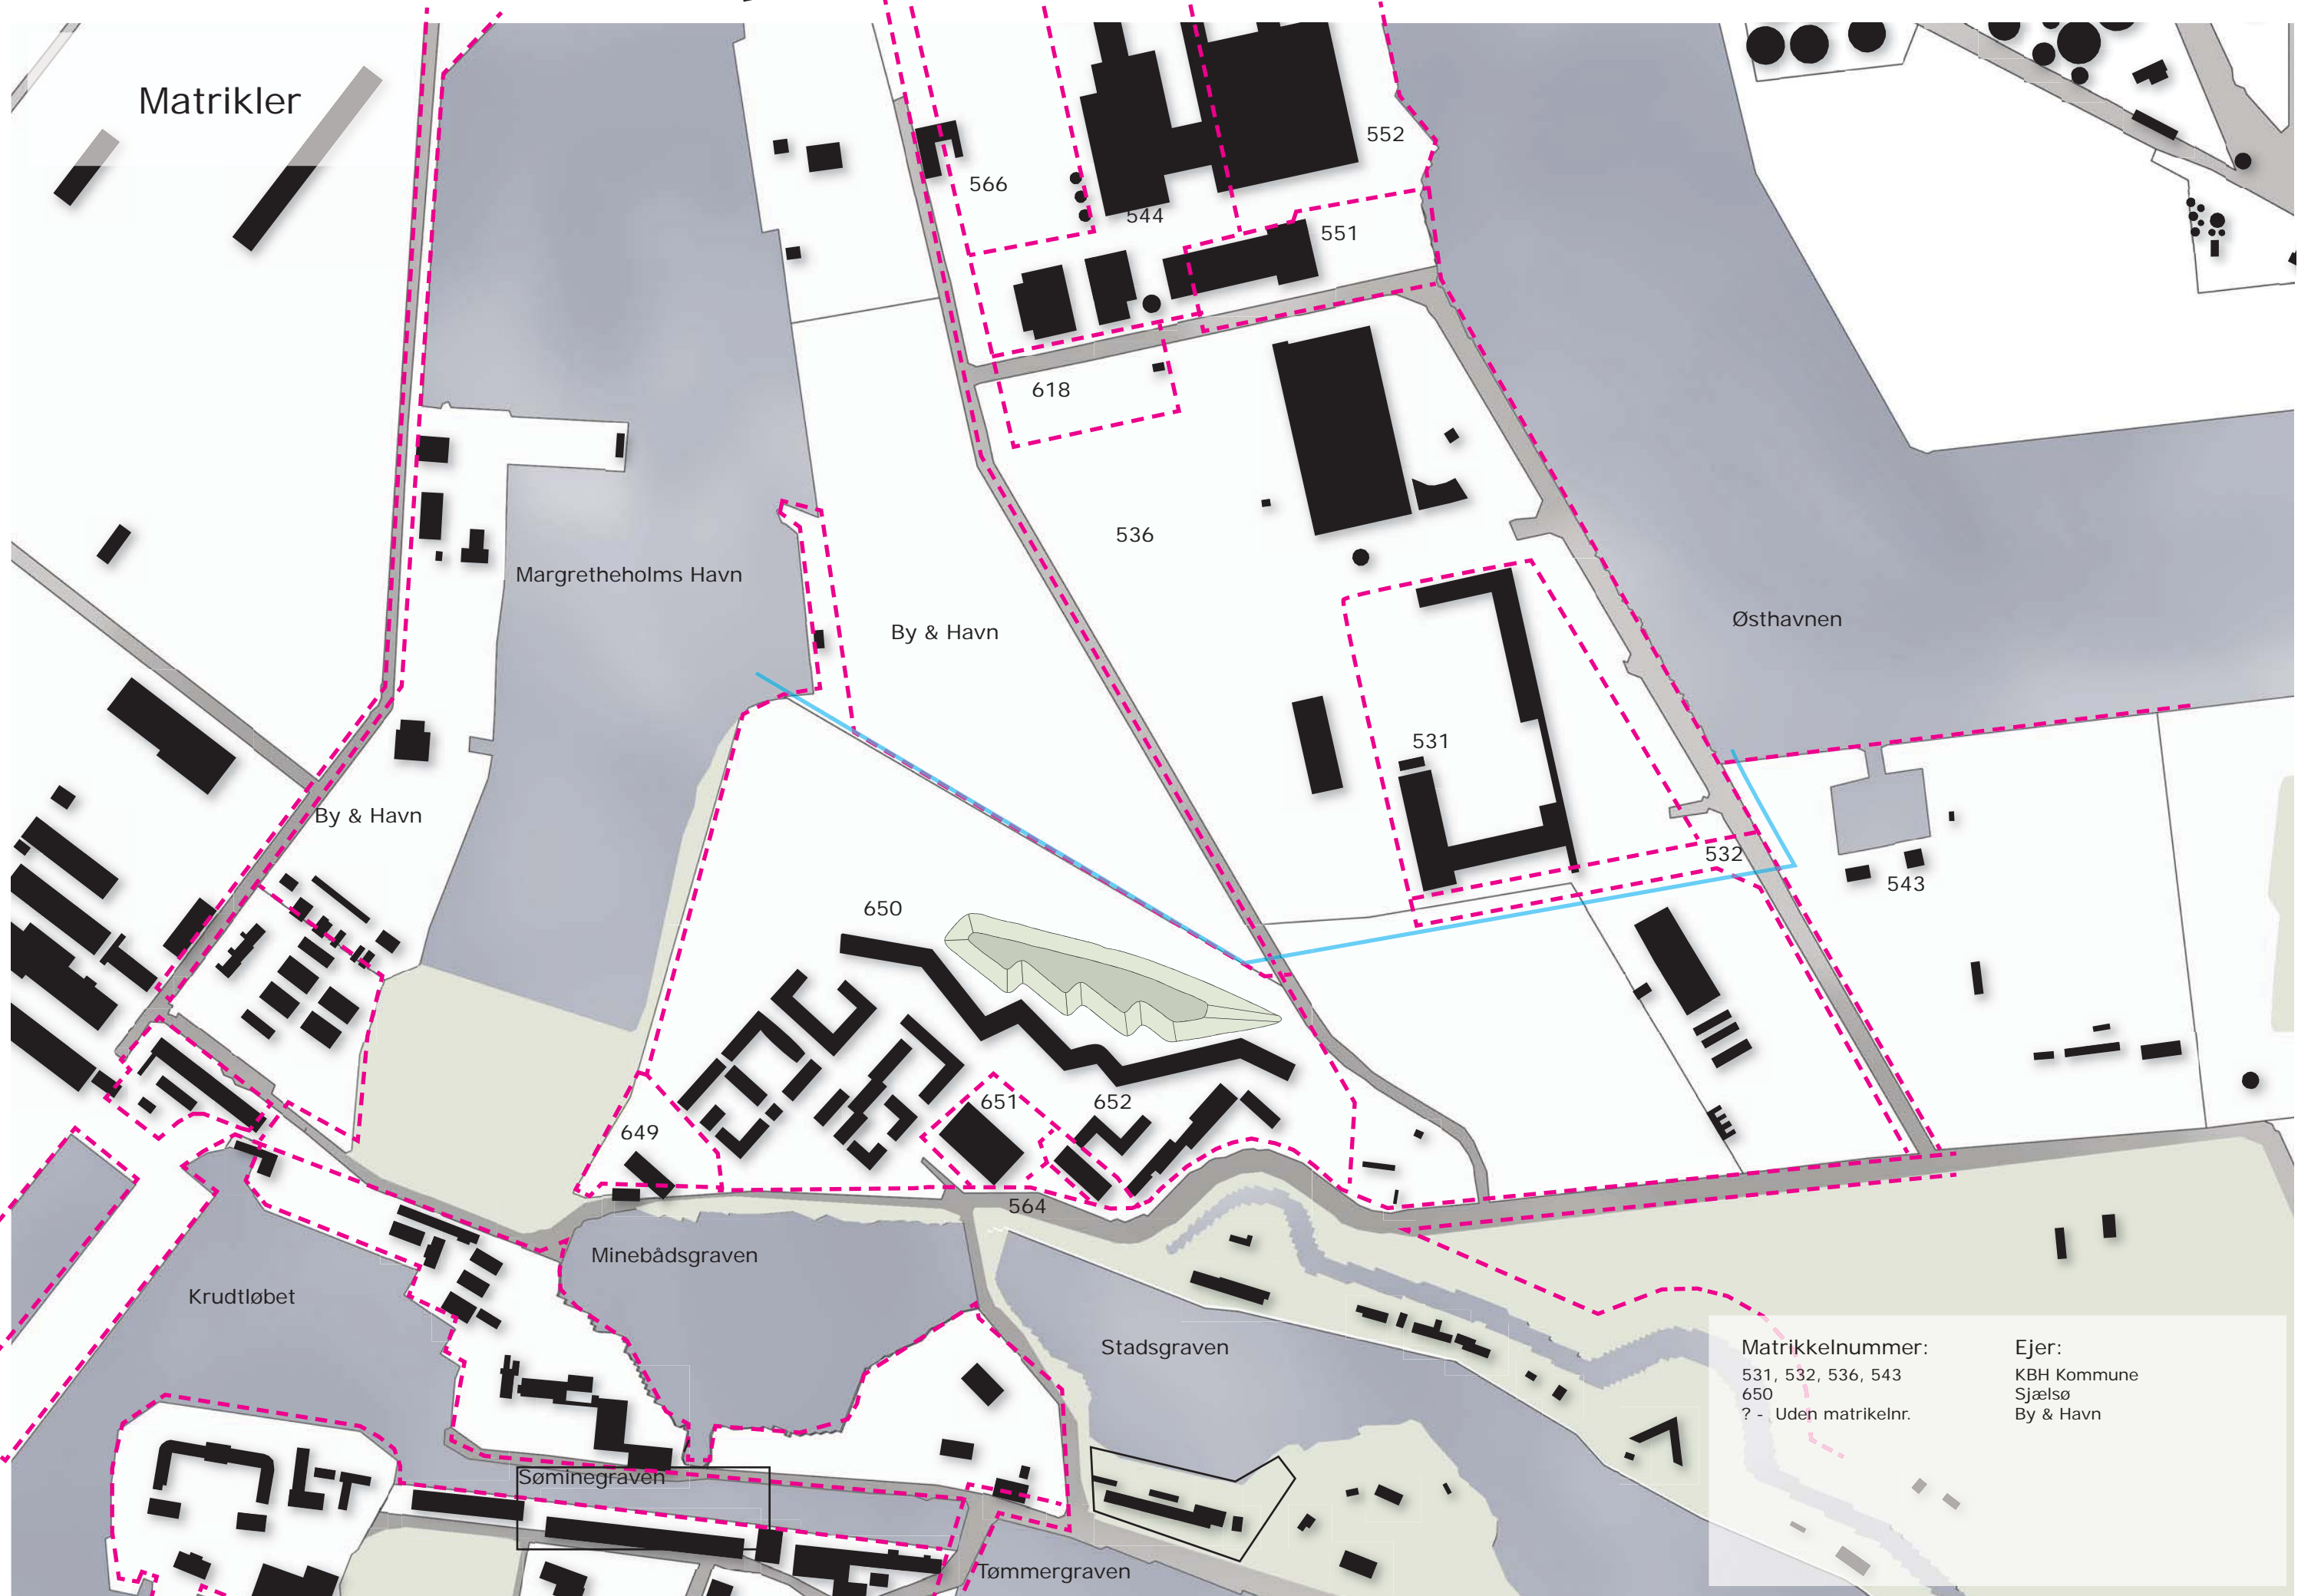 Matrikler
552
566
544
551
618
536
Margretheholms Havn
Østhavnen
By & Havn
531
By & Havn
532
543
650
651
652
649
564
Minebådsgraven
Krudtløbet
Stadsgraven
Matrikkelnummer: Ejer:
531, 532, 536, 543 KBH Kommune
650 Sjælsø
? - Uden matrikelnr. By & Havn
Søminegraven
Tømmergraven